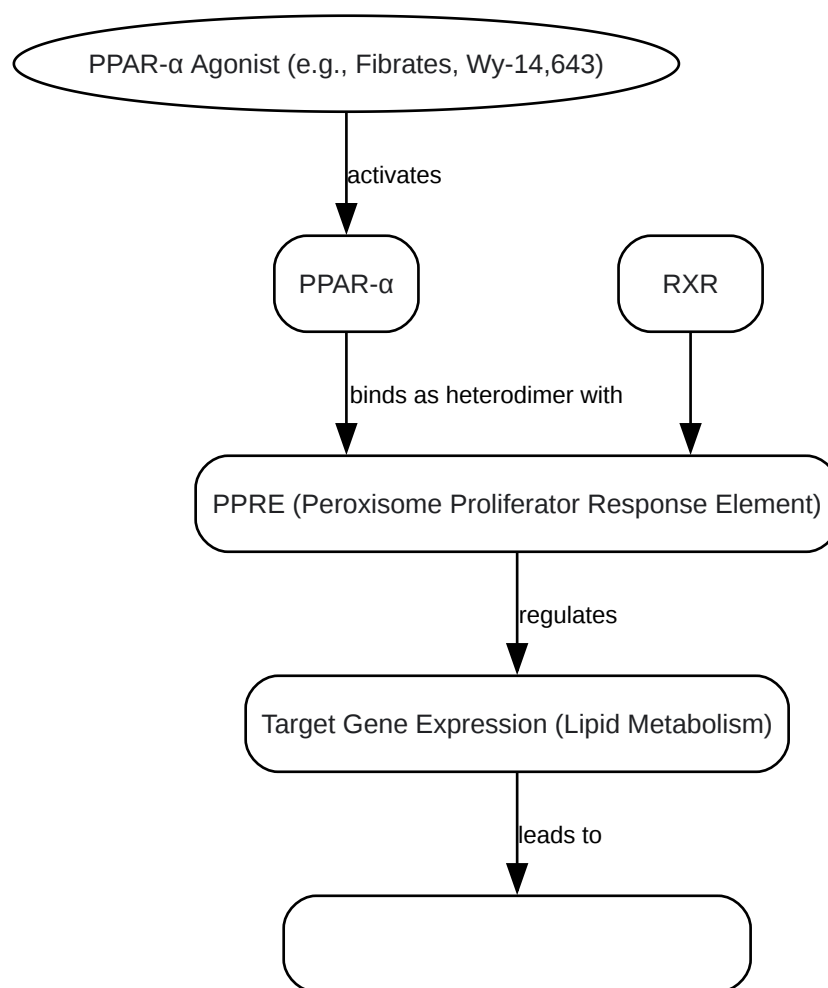 PPAR-α Agonist (e.g., Fibrates, Wy-14,643)
activates
PPAR-α
RXR
binds as heterodimer with
PPRE (Peroxisome Proliferator Response Element)
regulates
Target Gene Expression (Lipid Metabolism)
leads to